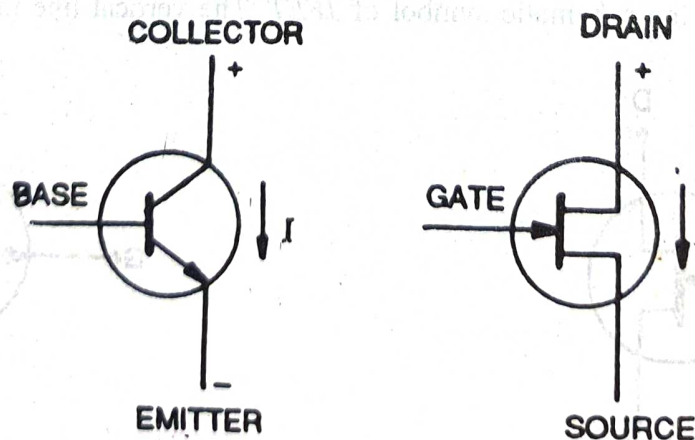 COLLECTOR
+
BASE
I
−
EMITTER
DRAIN
+
GATE
SOURCE